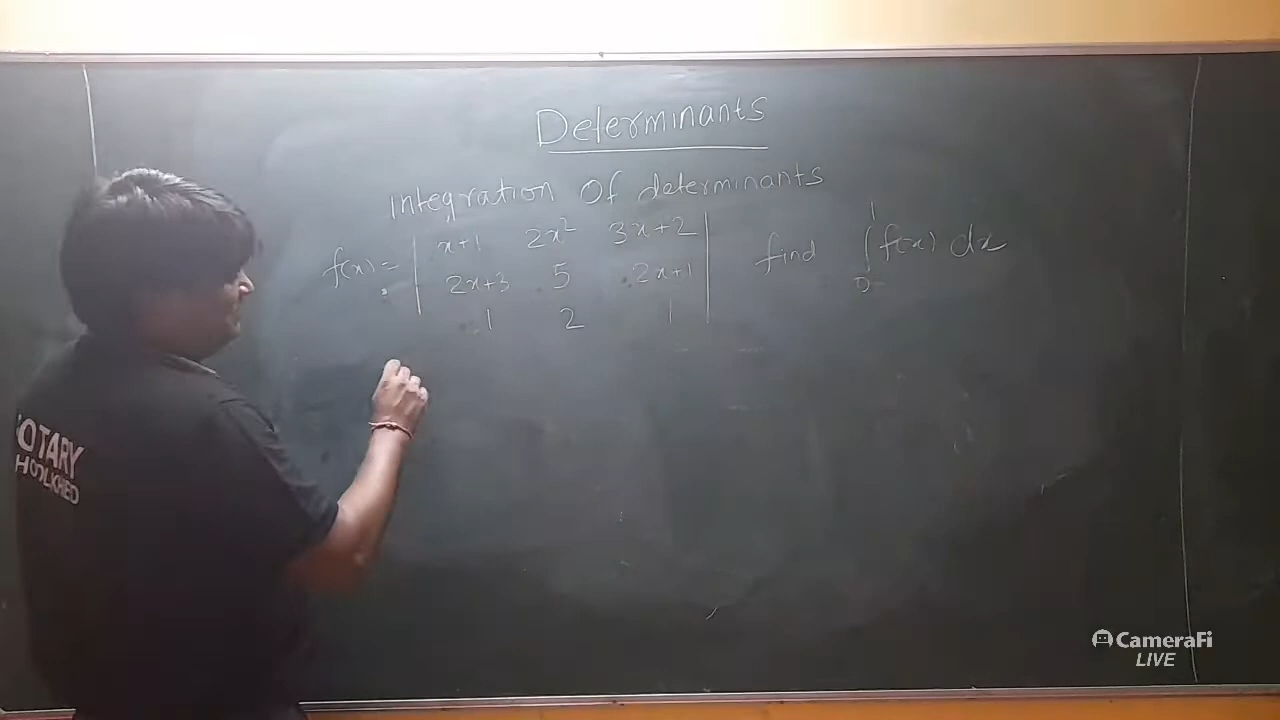 Determinants
Integration Of determinants
f(x) = | x+1 2x² 3x+2 | find ∫₀¹ f(x) dx
2x+3 5 2x+1
1 2 1
OTARY
CameraFi
LIVE